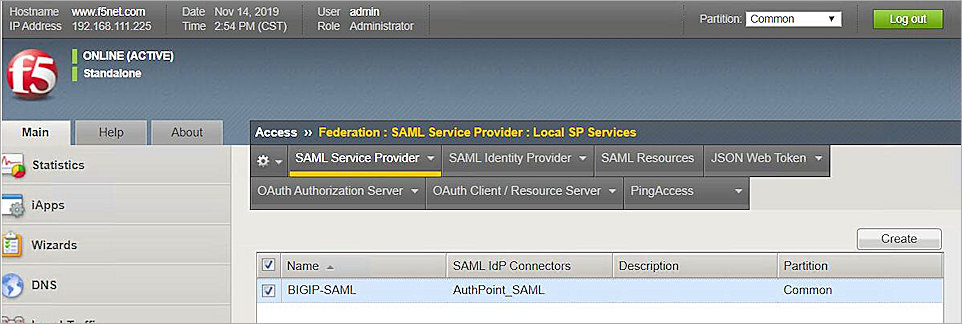 Hostname www.f5net.com Date Nov 14, 2019 User admin
IP Address 192.168.111.225 Time 2:54 PM (CST) Role Administrator
Partition: Common
Log out
f5
ONLINE (ACTIVE)
Standalone
Main Help About
Access ›› Federation : SAML Service Provider : Local SP Services
Statistics
iApps
Wizards
DNS
SAML Service Provider SAML Identity Provider SAML Resources JSON Web Token
OAuth Authorization Server OAuth Client / Resource Server PingAccess
Create
Name SAML IdP Connectors Description Partition
BIGIP-SAML AuthPoint_SAML Common